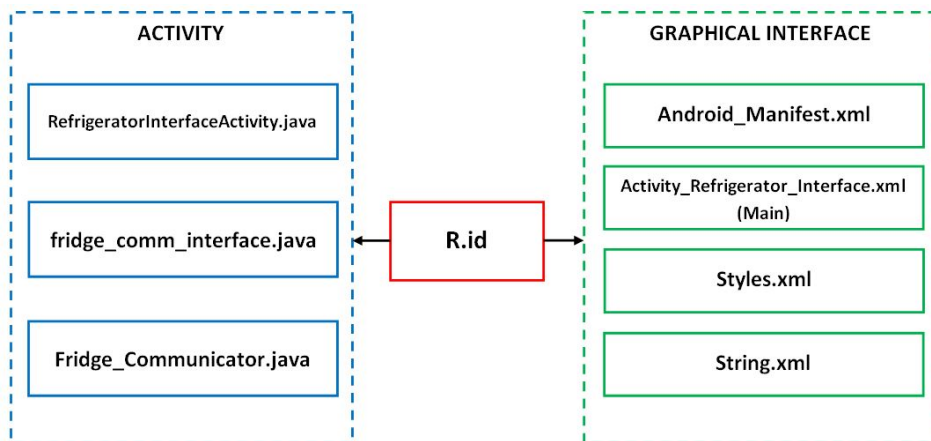 ACTIVITY
RefrigeratorInterfaceActivity.java
fridge_comm_interface.java
Fridge_Communicator.java
R.id
GRAPHICAL INTERFACE
Android_Manifest.xml
Activity_Refrigerator_Interface.xml
(Main)
Styles.xml
String.xml